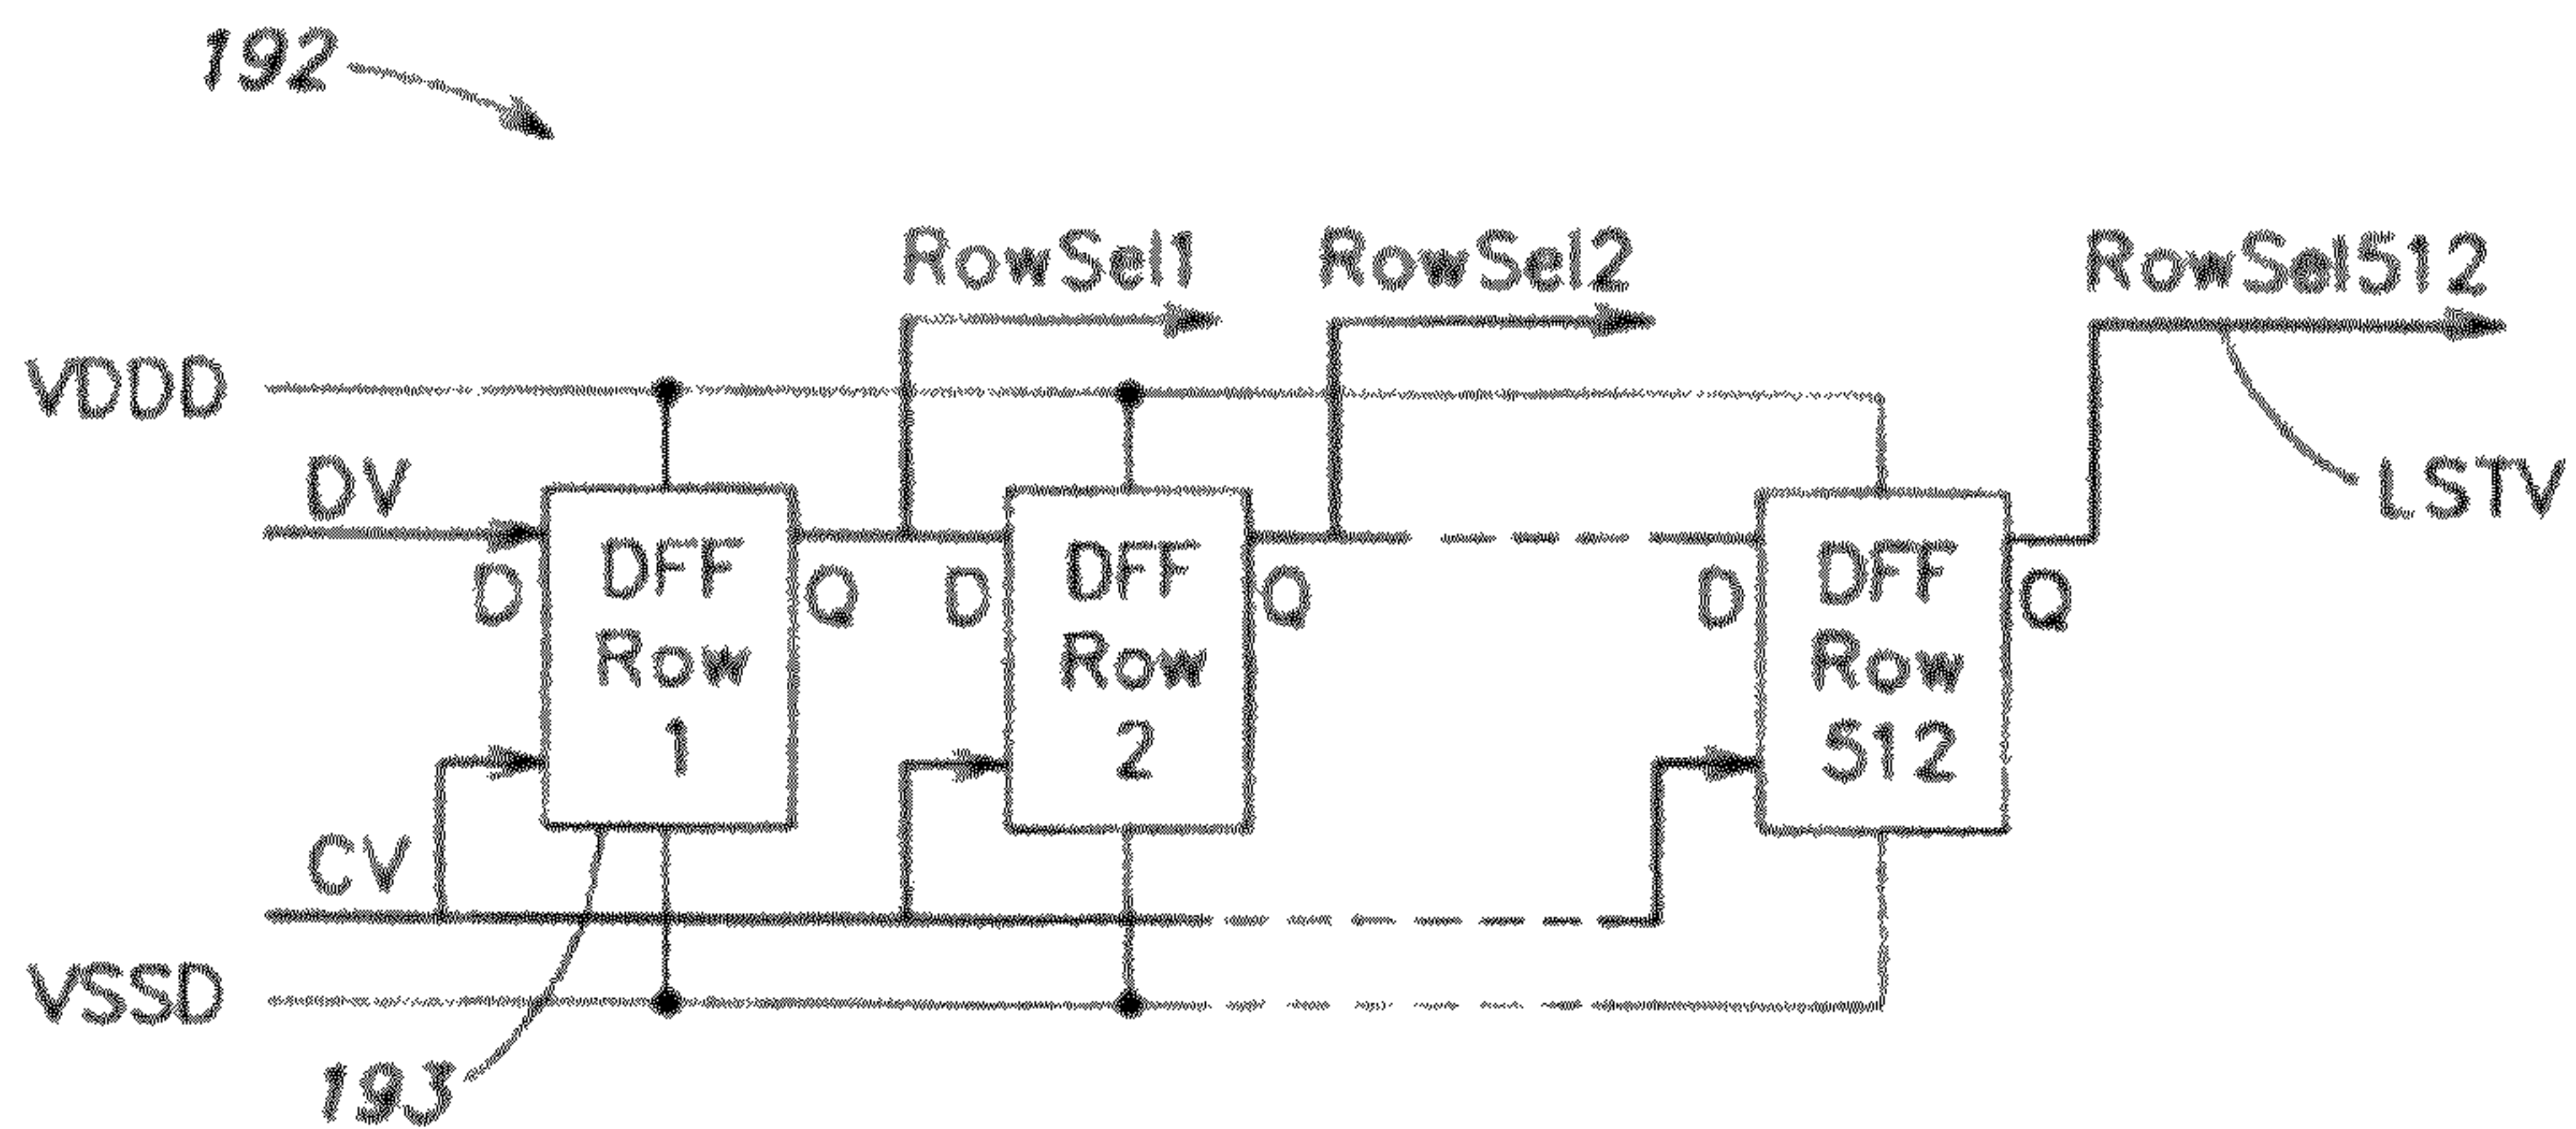 192
RowSel1
RowSel2
RowSel512
VDDD
DV
LSTV
D
DFF
Row
1
Q
D
DFF
Row
2
Q
D
DFF
Row
512
Q
CV
VSSD
193